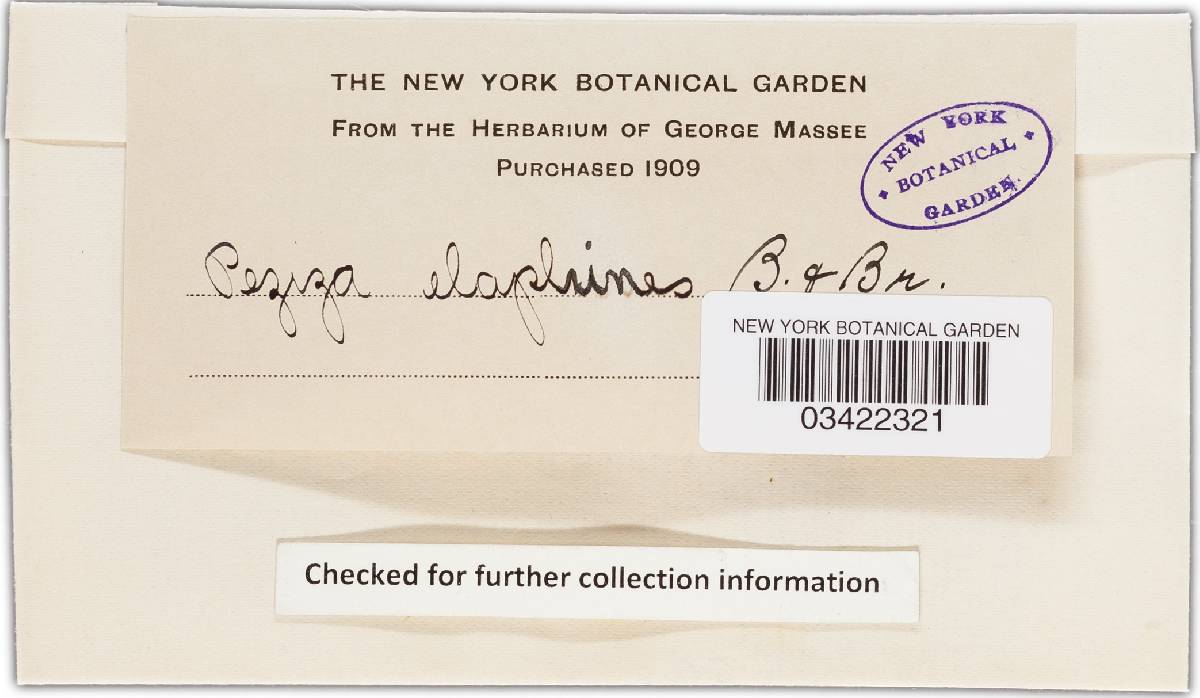 THE NEW YORK BOTANICAL GARDEN
FROM THE HERBARIUM OF GEORGE MASSEE
PURCHASED 1909
NEW YORK
BOTANICAL
GARDEN
Peziza elaphines B. & Br.
NEW YORK BOTANICAL GARDEN
03422321
Checked for further collection information